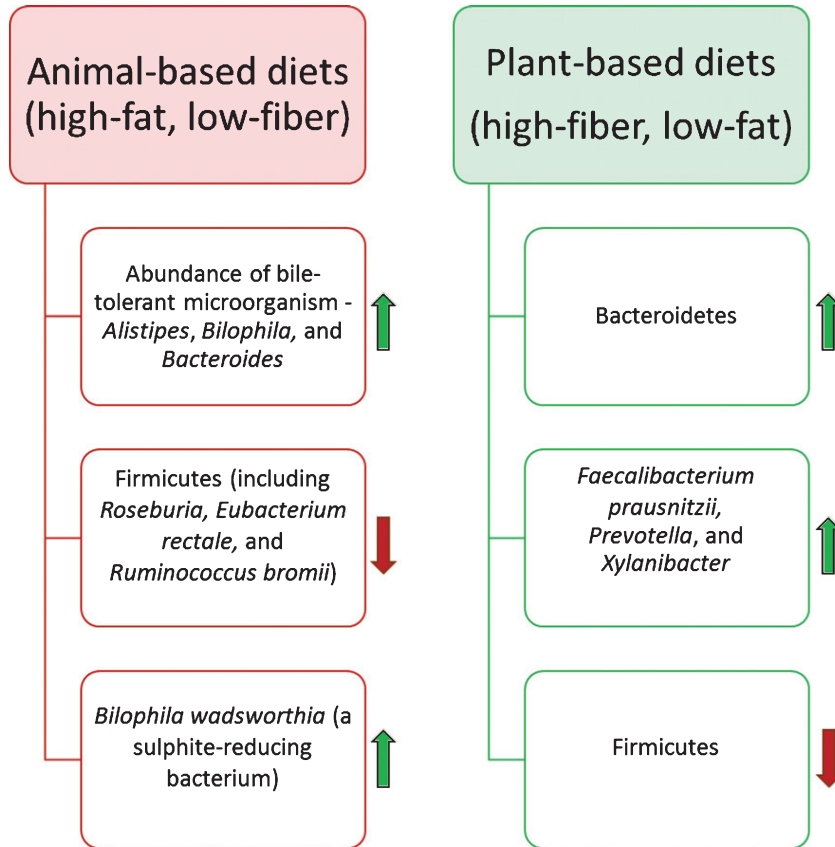 Animal-based diets
(high-fat, low-fiber)
Abundance of bile-
tolerant microorganism -
Alistipes, Bilophila, and
Bacteroides
Firmicutes (including
Roseburia, Eubacterium
rectale, and
Ruminococcus bromii)
Bilophila wadsworthia (a
sulphite-reducing
bacterium)
Plant-based diets
(high-fiber, low-fat)
Bacteroidetes
Faecalibacterium
prausnitzii,
Prevotella, and
Xylanibacter
Firmicutes